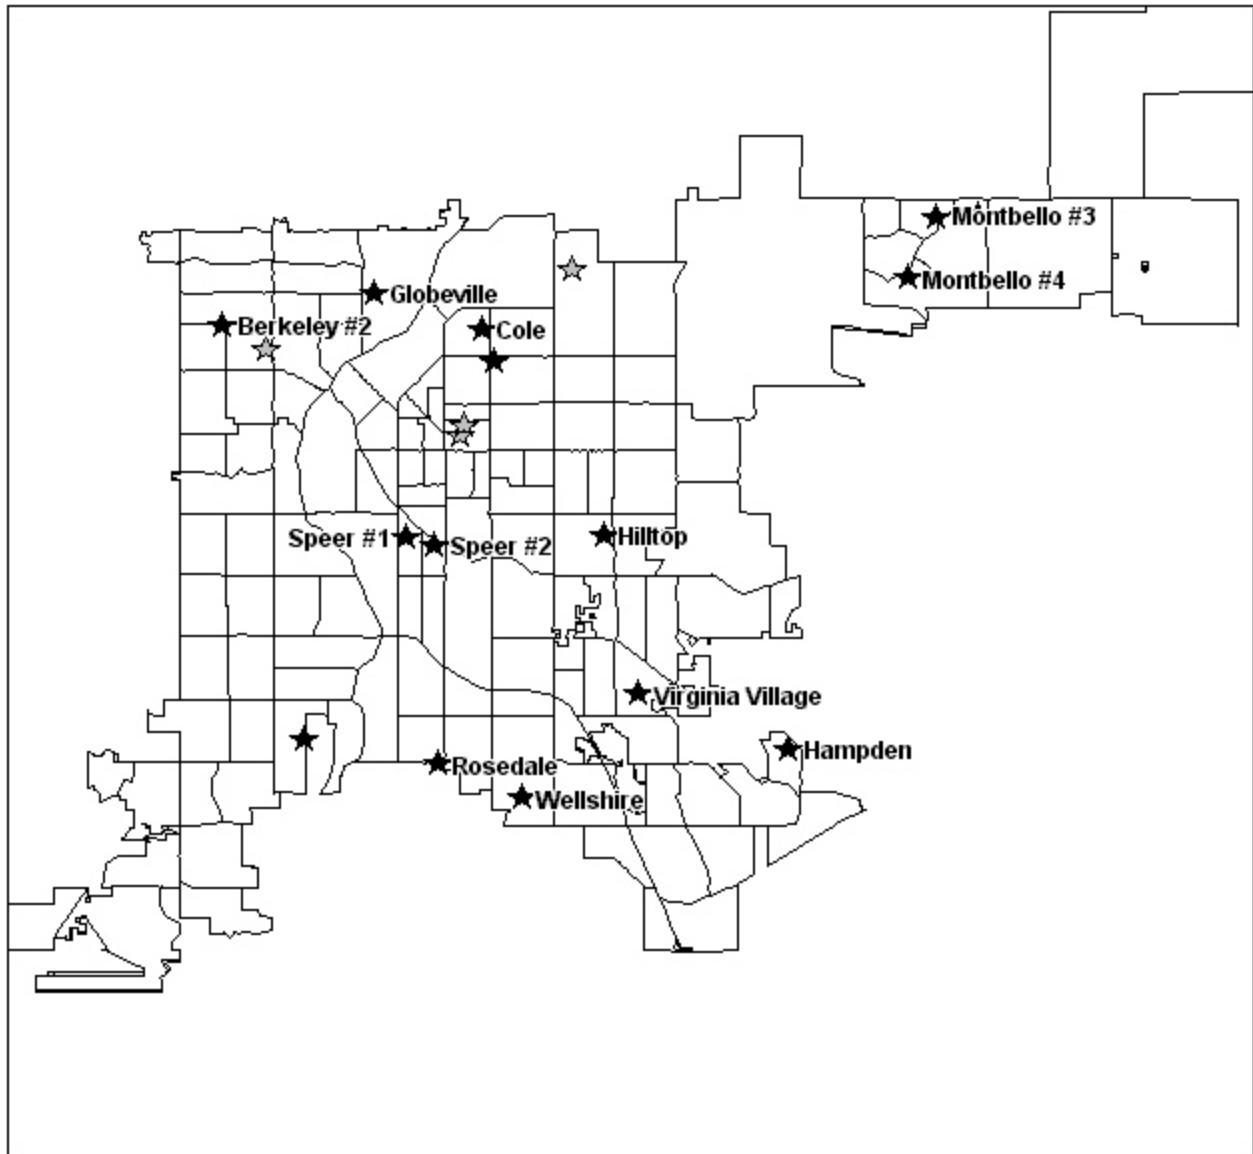 Montbello #3
Montbello #4
Globeville
Berkeley #2
Cole
Speer #1
Speer #2
Hilltop
Virginia Village
Hampden
Rosedale
Wellshire